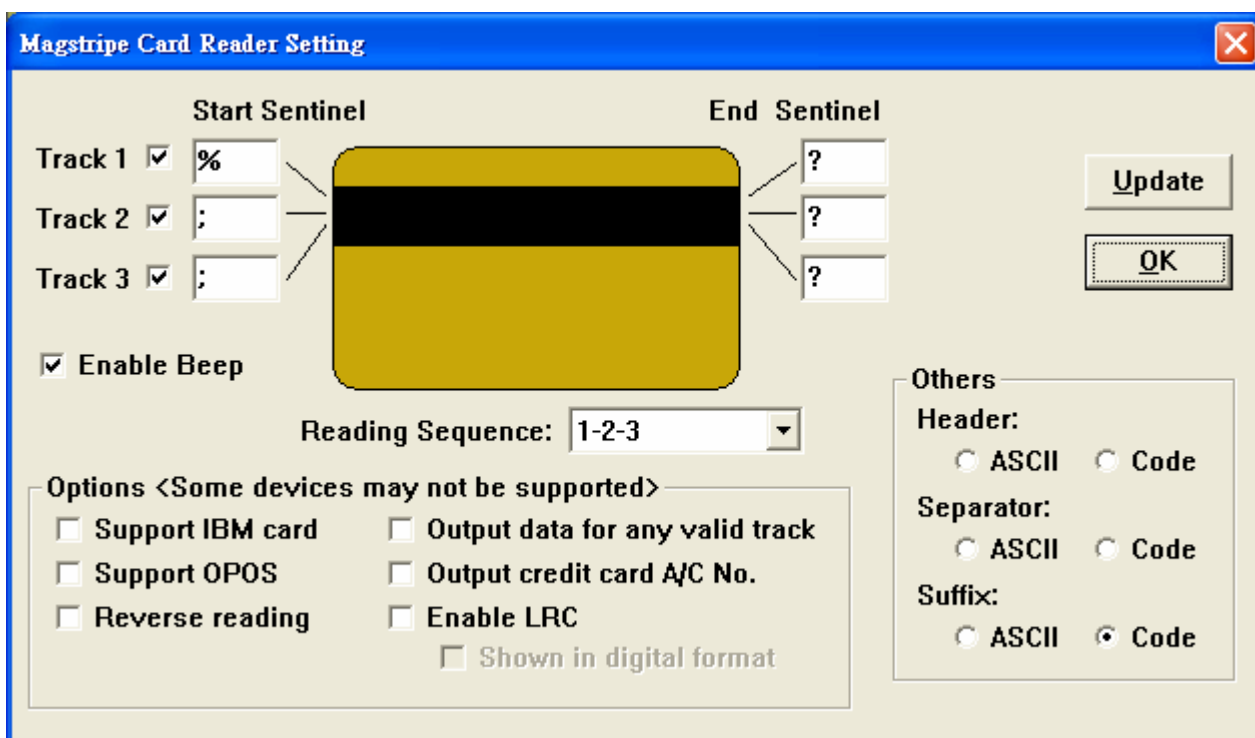 Magstripe Card Reader Setting
Start Sentinel End Sentinel
Track 1 % ?
Track 2 ; ?
Track 3 ; ?
Update
OK
Enable Beep
Reading Sequence: 1-2-3
Options <Some devices may not be supported>
Support IBM card Output data for any valid track
Support OPOS Output credit card A/C No.
Reverse reading Enable LRC
Shown in digital format
Others
Header:
ASCII Code
Separator:
ASCII Code
Suffix:
ASCII Code